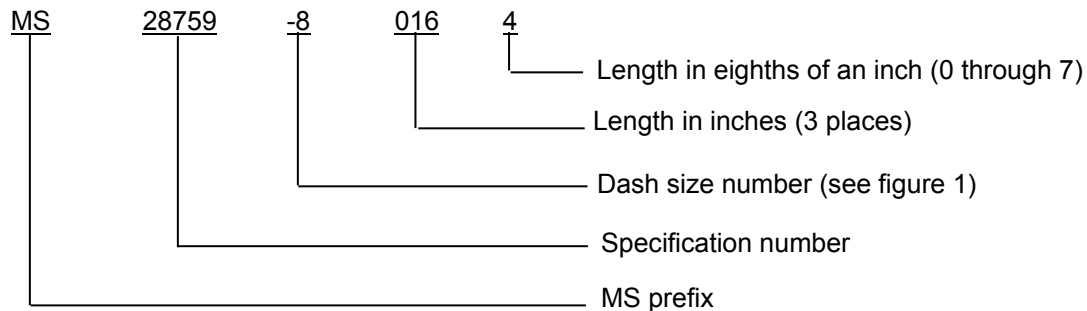 MS 28759 -8 016 4
Length in eighths of an inch (0 through 7)
Length in inches (3 places)
Dash size number (see figure 1)
Specification number
MS prefix